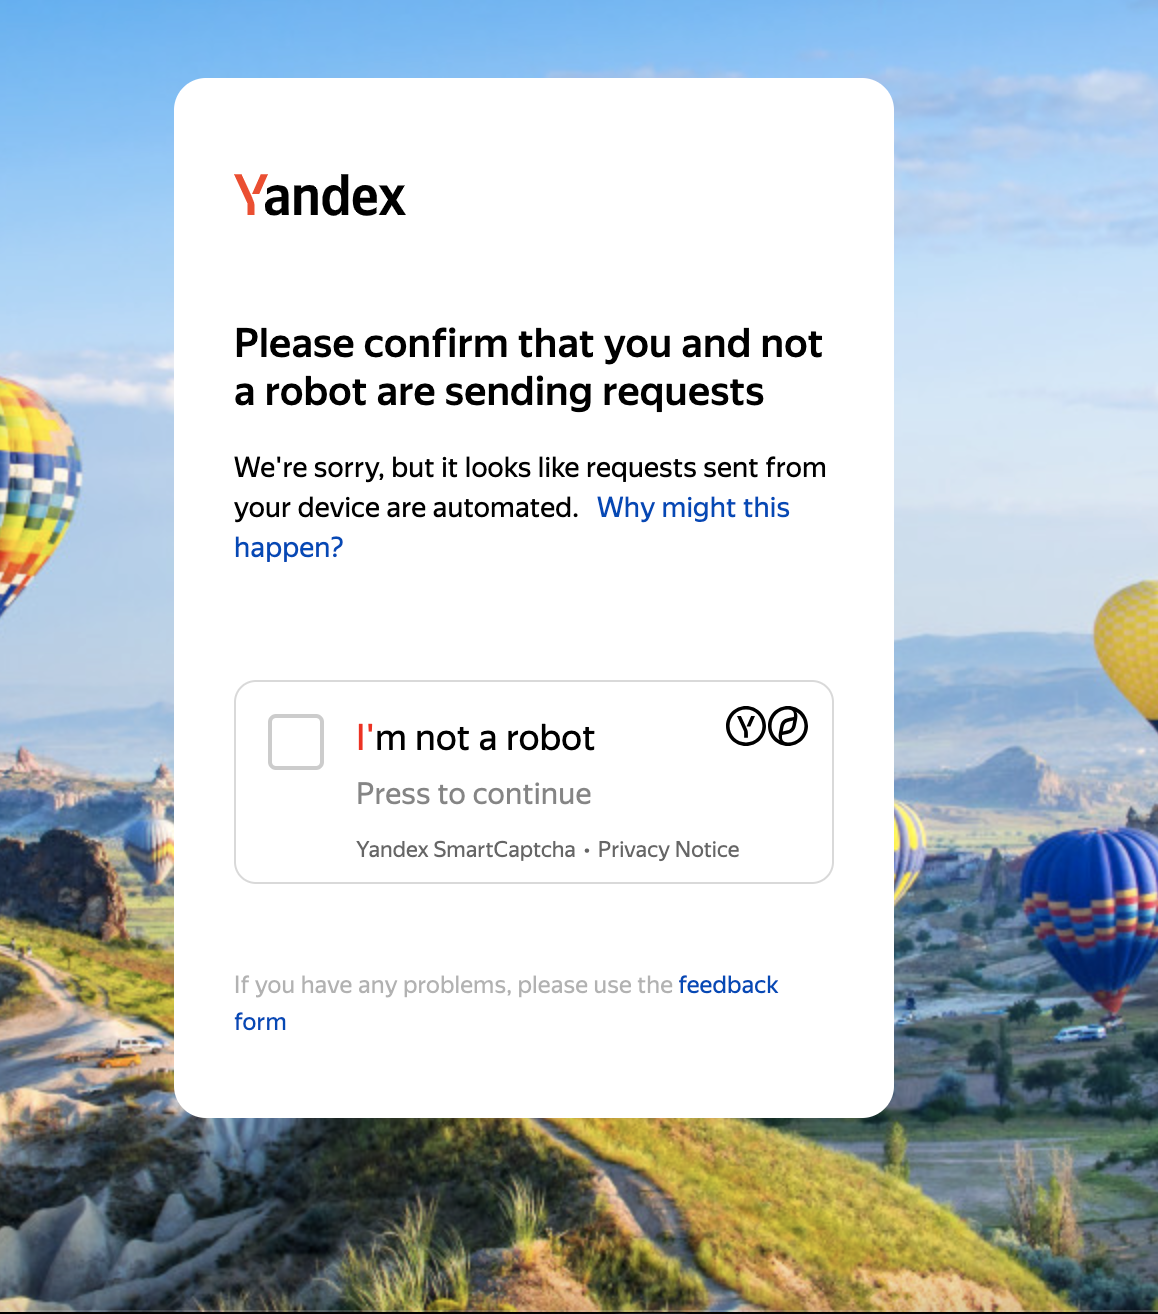 Yandex
Please confirm that you and not
a robot are sending requests
We're sorry, but it looks like requests sent from
your device are automated. Why might this
happen?
I'm not a robot
Press to continue
Yandex SmartCaptcha • Privacy Notice
If you have any problems, please use the feedback
form